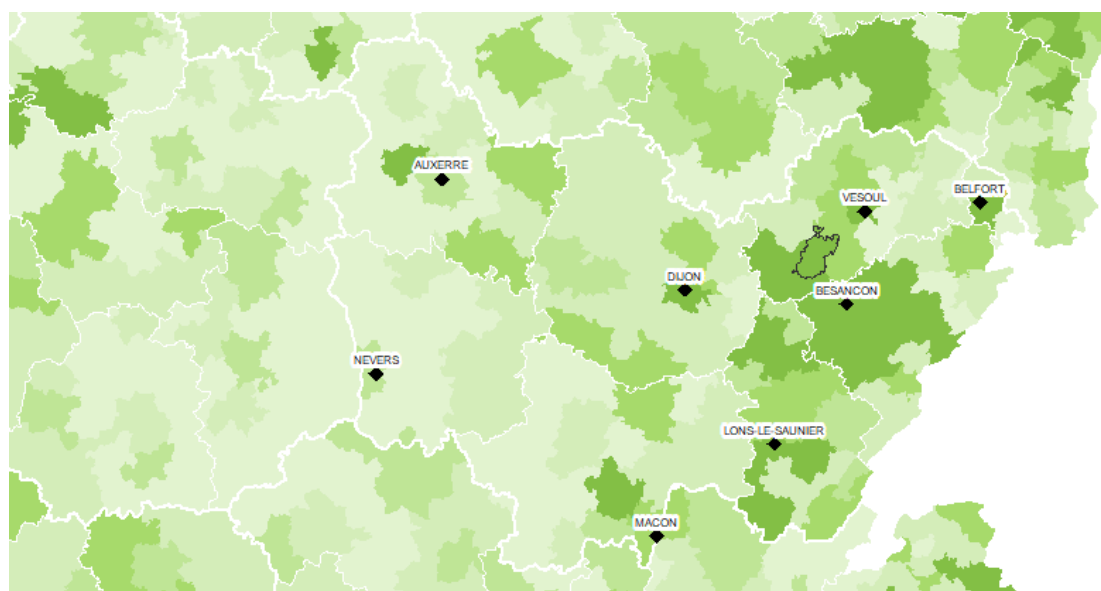 AUXERRE
BELFORT
VESOUL
DIJON
BESANCON
NEVERS
LONS-LE-SAUNIER
MACON